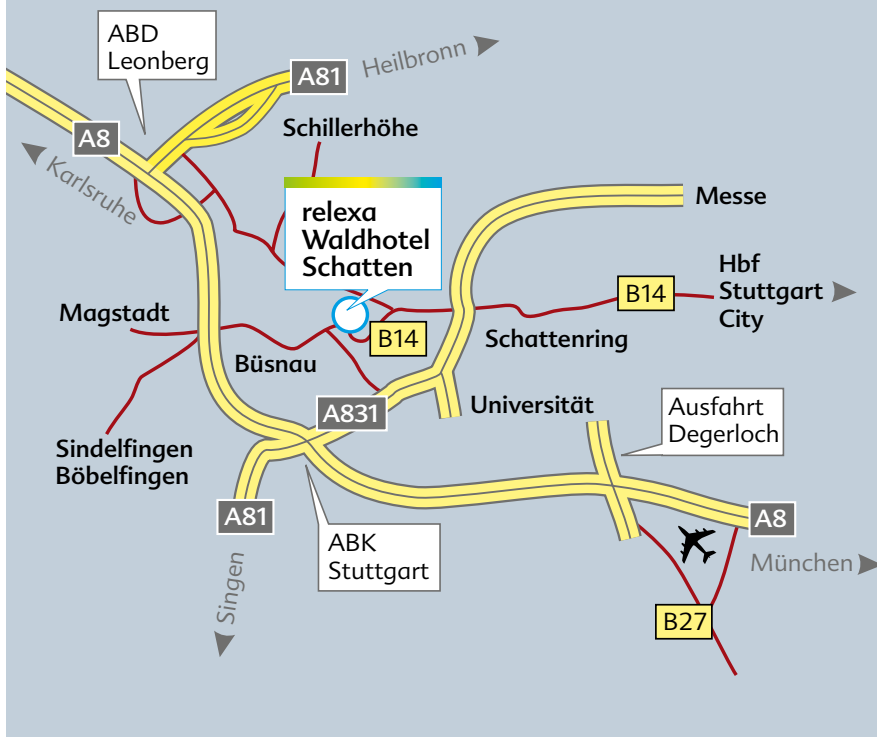 ABD
Leonberg
A81
Heilbronn
A8
Schillerhöhe
Karlsruhe
relexa
Waldhotel
Schatten
Messe
Hbf
Stuttgart
City
B14
Magstadt
B14
Schattenring
Büsnau
A831
Universität
Ausfahrt
Degerloch
Sindelfingen
Böbelfingen
A81
A8
ABK
Stuttgart
München
Singen
B27